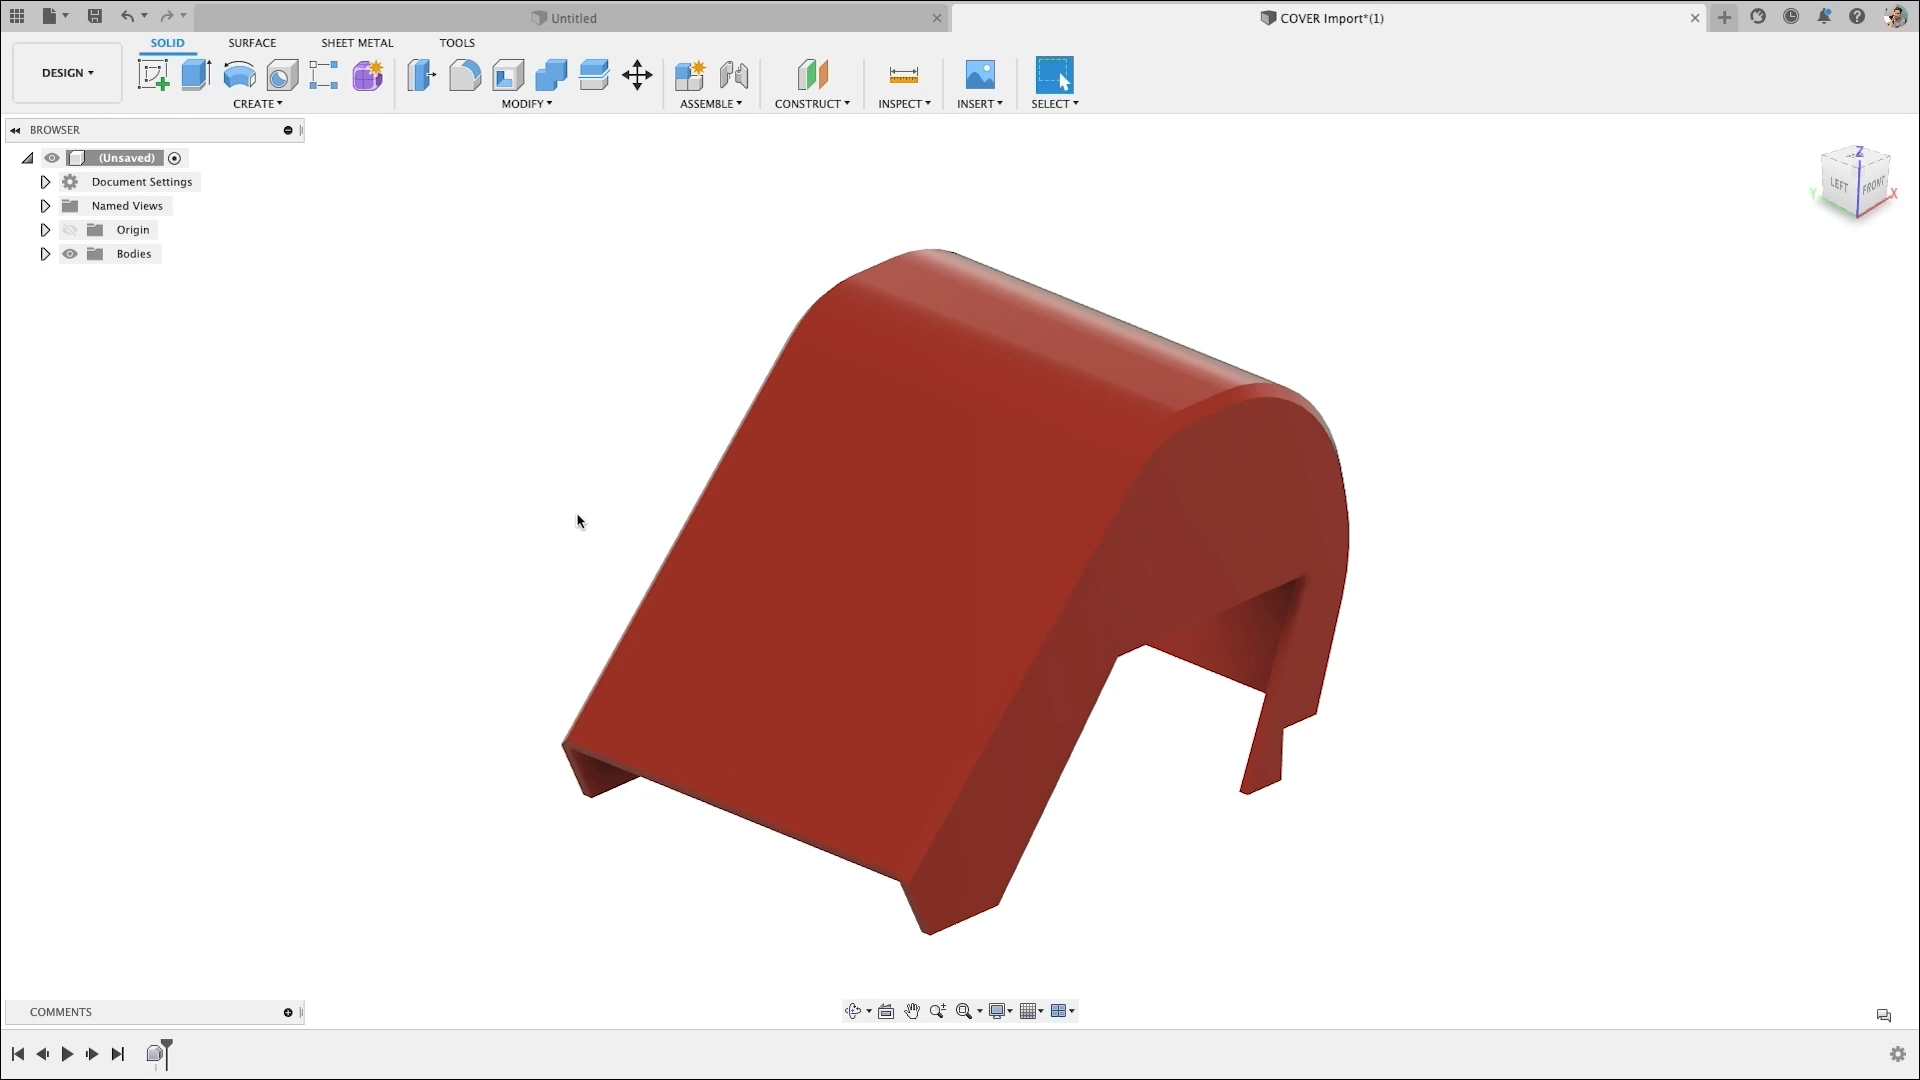 Untitled
COVER Import*(1)
SOLID
SURFACE
SHEET METAL
TOOLS
DESIGN
CREATE
MODIFY
ASSEMBLE
CONSTRUCT
INSPECT
INSERT
SELECT
BROWSER
(Unsaved)
Document Settings
Named Views
Origin
Bodies
Z
LEFT
FRONT
Y
X
COMMENTS